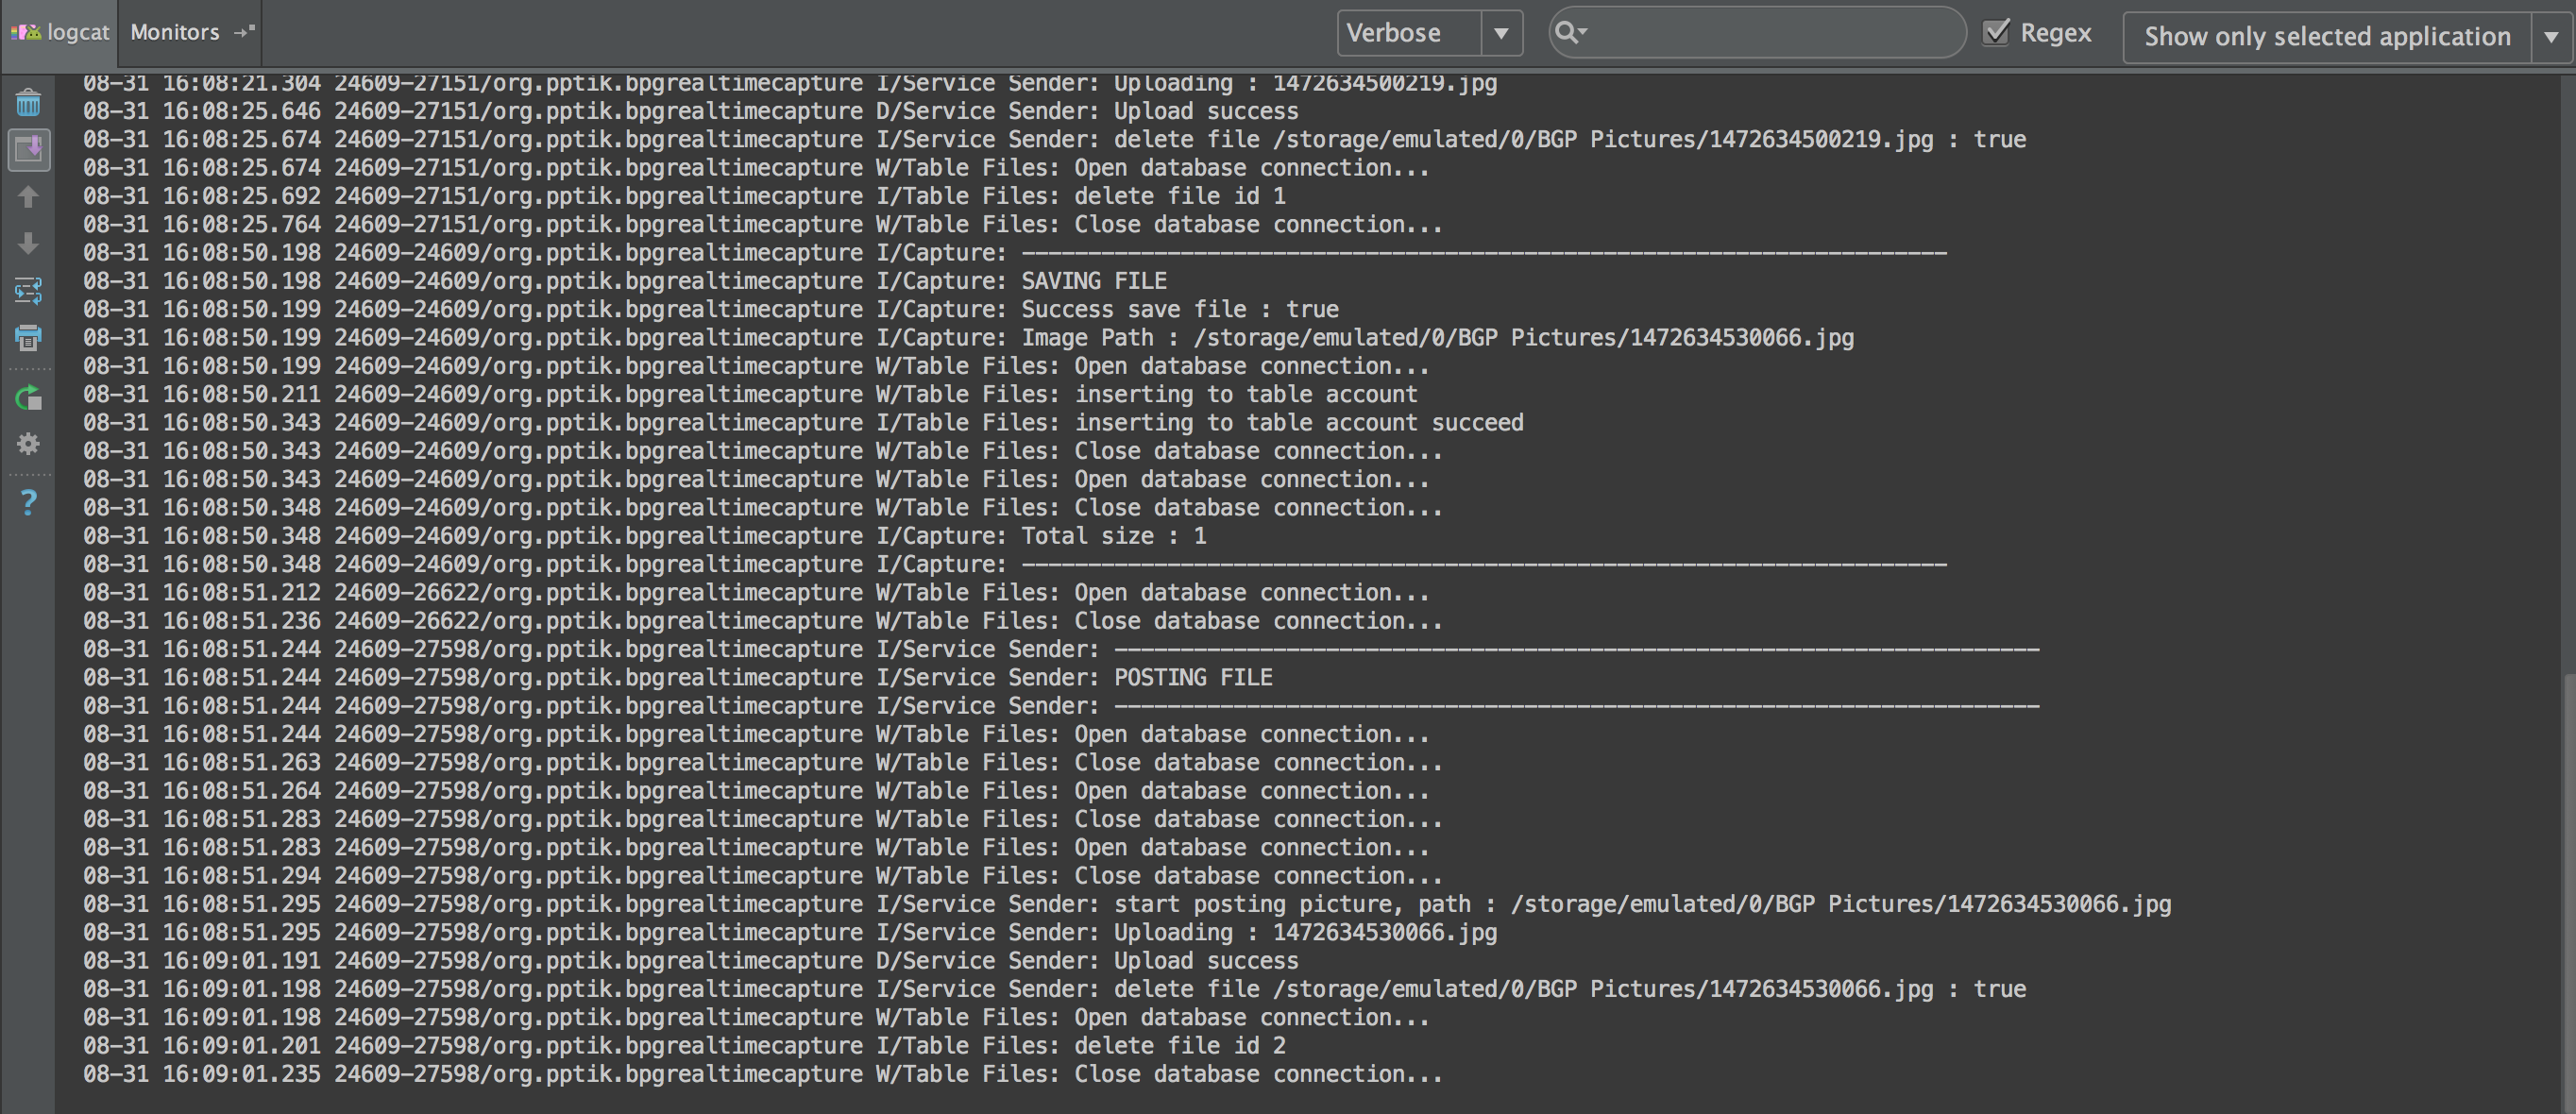 logcat Monitors Verbose Regex Show only selected application
08-31 16:08:21.304 24609-27151/org.pptik.bpgrealtimecapture I/Service Sender: Uploading : 1472634500219.jpg
08-31 16:08:25.646 24609-27151/org.pptik.bpgrealtimecapture D/Service Sender: Upload success
08-31 16:08:25.674 24609-27151/org.pptik.bpgrealtimecapture I/Service Sender: delete file /storage/emulated/0/BGP Pictures/1472634500219.jpg : true
08-31 16:08:25.674 24609-27151/org.pptik.bpgrealtimecapture W/Table Files: Open database connection...
08-31 16:08:25.692 24609-27151/org.pptik.bpgrealtimecapture I/Table Files: delete file id 1
08-31 16:08:25.764 24609-27151/org.pptik.bpgrealtimecapture W/Table Files: Close database connection...
08-31 16:08:50.198 24609-24609/org.pptik.bpgrealtimecapture I/Capture: ----------------------------------------------------------------------
08-31 16:08:50.198 24609-24609/org.pptik.bpgrealtimecapture I/Capture: SAVING FILE
08-31 16:08:50.199 24609-24609/org.pptik.bpgrealtimecapture I/Capture: Success save file : true
08-31 16:08:50.199 24609-24609/org.pptik.bpgrealtimecapture I/Capture: Image Path : /storage/emulated/0/BGP Pictures/1472634530066.jpg
08-31 16:08:50.199 24609-24609/org.pptik.bpgrealtimecapture W/Table Files: Open database connection...
08-31 16:08:50.211 24609-24609/org.pptik.bpgrealtimecapture W/Table Files: inserting to table account
08-31 16:08:50.343 24609-24609/org.pptik.bpgrealtimecapture I/Table Files: inserting to table account succeed
08-31 16:08:50.343 24609-24609/org.pptik.bpgrealtimecapture W/Table Files: Close database connection...
08-31 16:08:50.343 24609-24609/org.pptik.bpgrealtimecapture W/Table Files: Open database connection...
08-31 16:08:50.348 24609-24609/org.pptik.bpgrealtimecapture W/Table Files: Close database connection...
08-31 16:08:50.348 24609-24609/org.pptik.bpgrealtimecapture I/Capture: Total size : 1
08-31 16:08:50.348 24609-24609/org.pptik.bpgrealtimecapture I/Capture: ----------------------------------------------------------------------
08-31 16:08:51.212 24609-26622/org.pptik.bpgrealtimecapture W/Table Files: Open database connection...
08-31 16:08:51.236 24609-26622/org.pptik.bpgrealtimecapture W/Table Files: Close database connection...
08-31 16:08:51.244 24609-27598/org.pptik.bpgrealtimecapture I/Service Sender: ----------------------------------------------------------------------
08-31 16:08:51.244 24609-27598/org.pptik.bpgrealtimecapture I/Service Sender: POSTING FILE
08-31 16:08:51.244 24609-27598/org.pptik.bpgrealtimecapture I/Service Sender: ----------------------------------------------------------------------
08-31 16:08:51.244 24609-27598/org.pptik.bpgrealtimecapture W/Table Files: Open database connection...
08-31 16:08:51.263 24609-27598/org.pptik.bpgrealtimecapture W/Table Files: Close database connection...
08-31 16:08:51.264 24609-27598/org.pptik.bpgrealtimecapture W/Table Files: Open database connection...
08-31 16:08:51.283 24609-27598/org.pptik.bpgrealtimecapture W/Table Files: Close database connection...
08-31 16:08:51.283 24609-27598/org.pptik.bpgrealtimecapture W/Table Files: Open database connection...
08-31 16:08:51.294 24609-27598/org.pptik.bpgrealtimecapture W/Table Files: Close database connection...
08-31 16:08:51.295 24609-27598/org.pptik.bpgrealtimecapture I/Service Sender: start posting picture, path : /storage/emulated/0/BGP Pictures/1472634530066.jpg
08-31 16:08:51.295 24609-27598/org.pptik.bpgrealtimecapture I/Service Sender: Uploading : 1472634530066.jpg
08-31 16:09:01.191 24609-27598/org.pptik.bpgrealtimecapture D/Service Sender: Upload success
08-31 16:09:01.198 24609-27598/org.pptik.bpgrealtimecapture I/Service Sender: delete file /storage/emulated/0/BGP Pictures/1472634530066.jpg : true
08-31 16:09:01.198 24609-27598/org.pptik.bpgrealtimecapture W/Table Files: Open database connection...
08-31 16:09:01.201 24609-27598/org.pptik.bpgrealtimecapture I/Table Files: delete file id 2
08-31 16:09:01.235 24609-27598/org.pptik.bpgrealtimecapture W/Table Files: Close database connection...